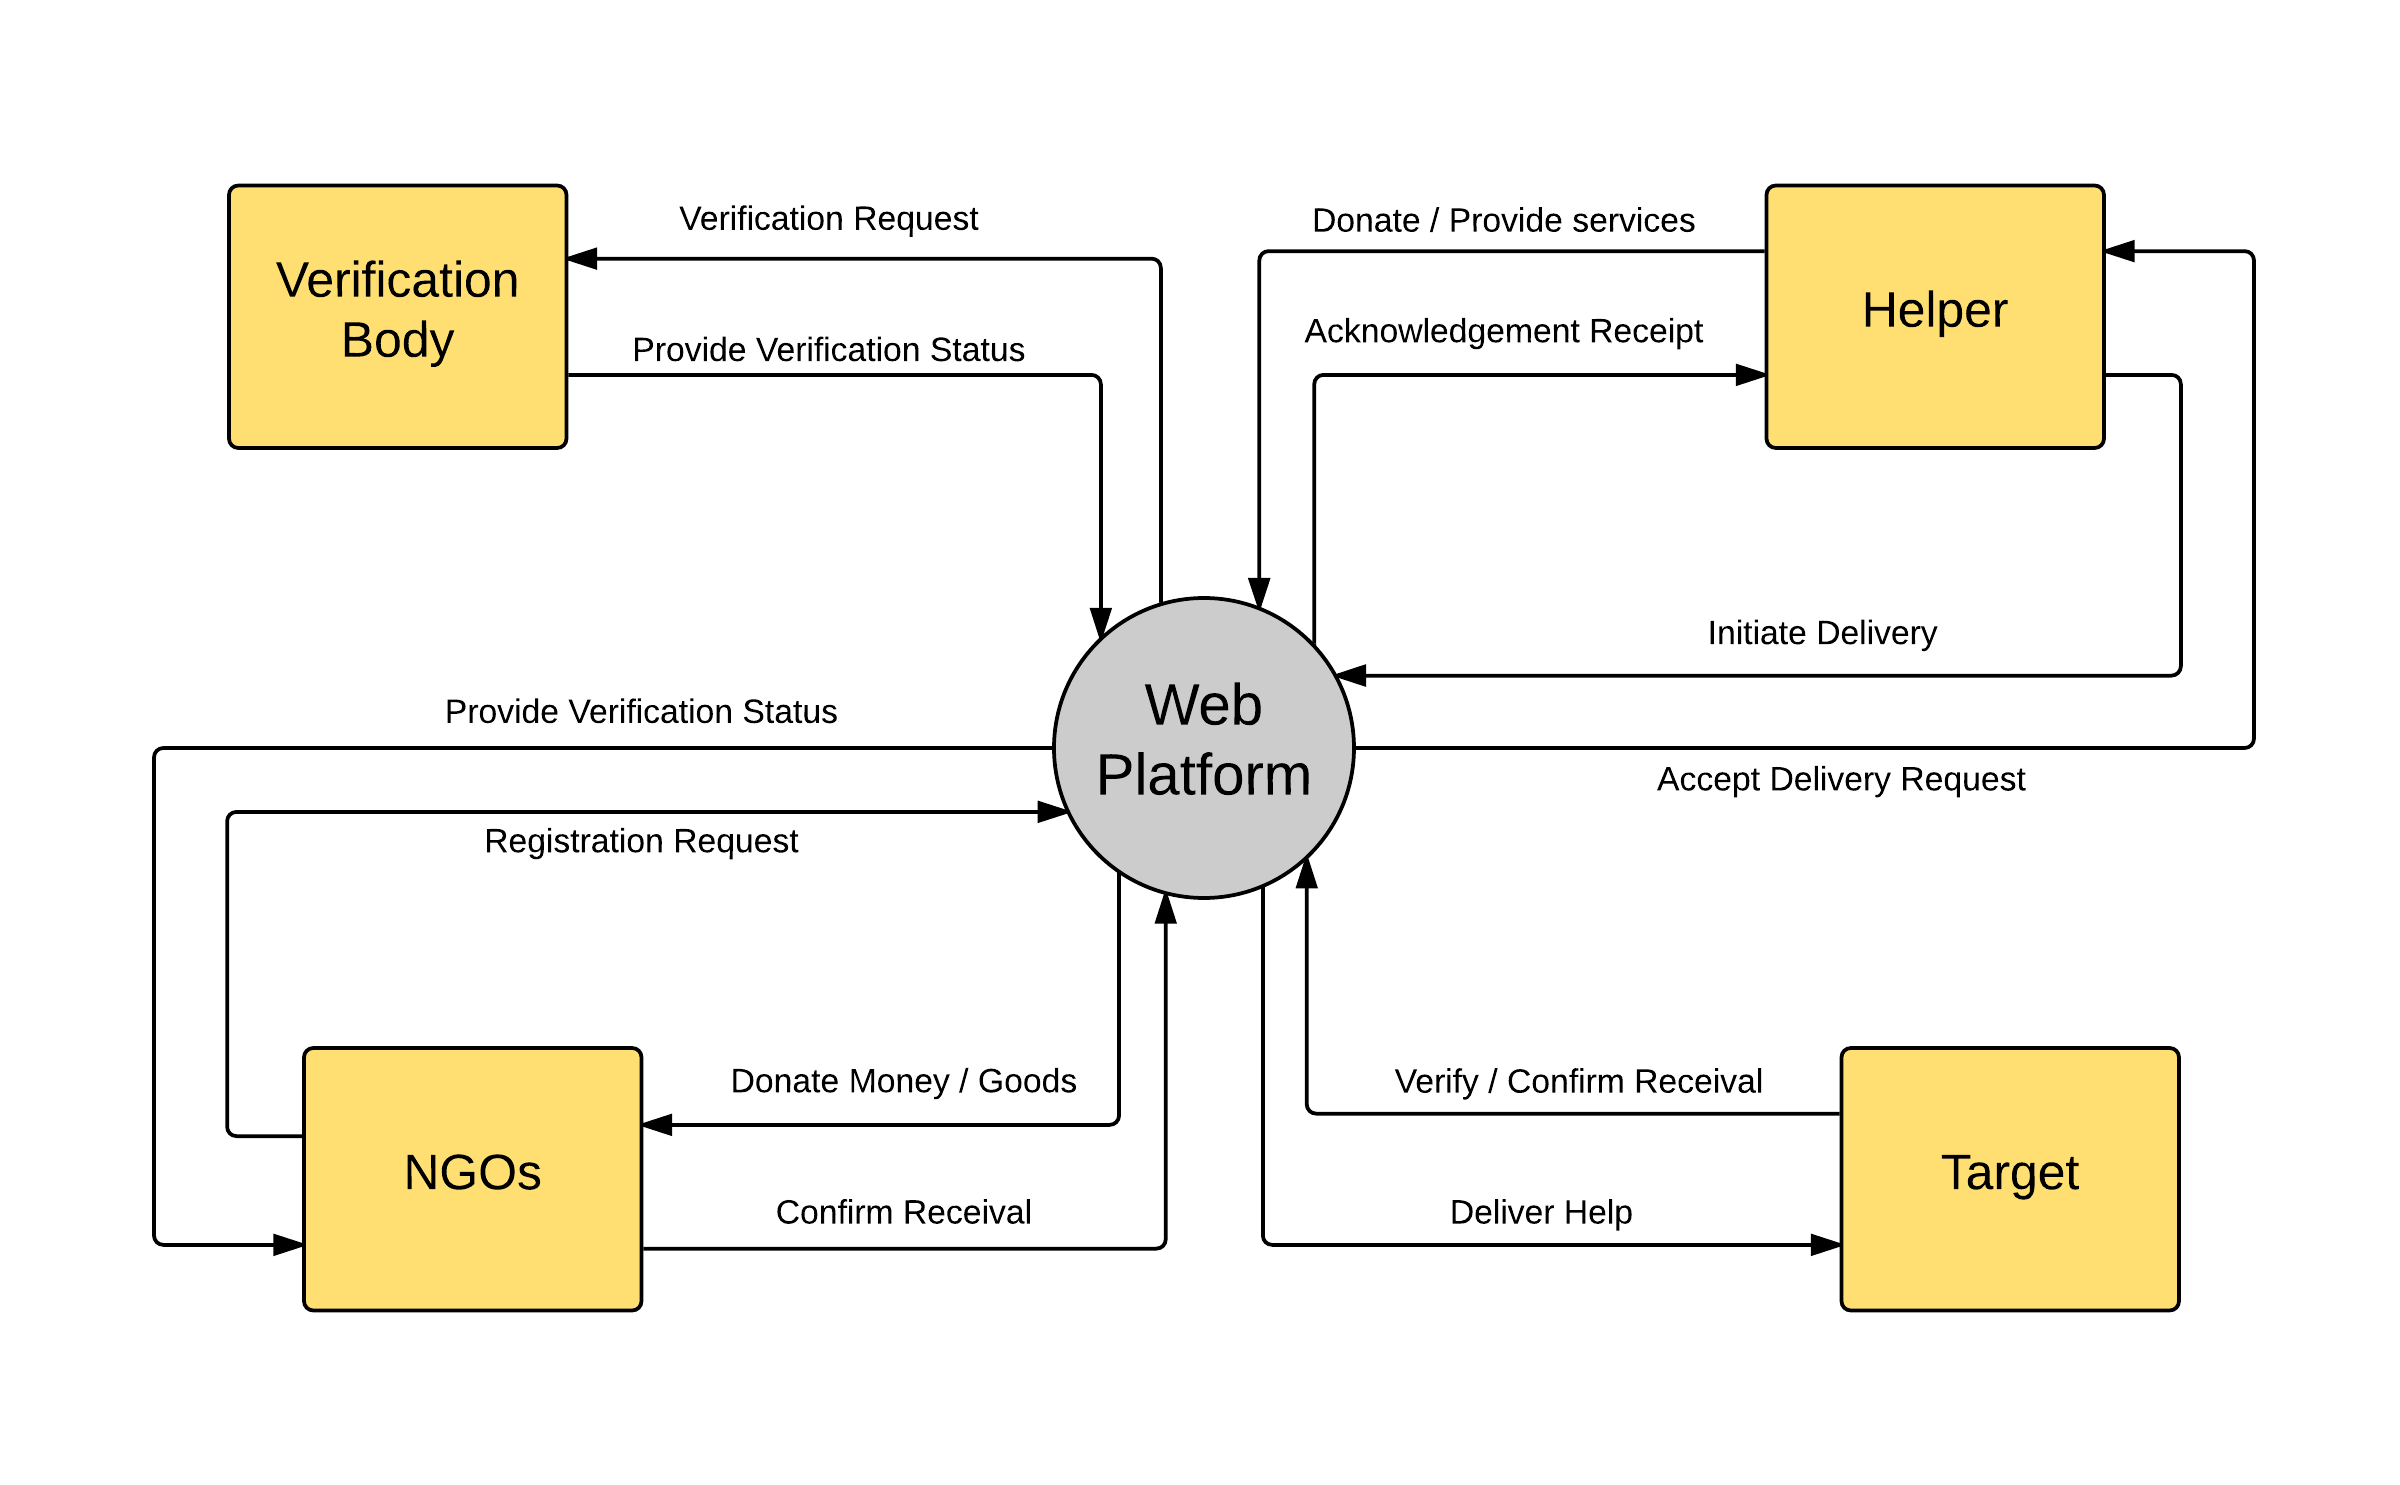 Verification Request
Donate / Provide services
Verification
Body
Helper
Provide Verification Status
Acknowledgement Receipt
Initiate Delivery
Web
Platform
Provide Verification Status
Accept Delivery Request
Registration Request
Donate Money / Goods
Verify / Confirm Receival
NGOs
Target
Confirm Receival
Deliver Help